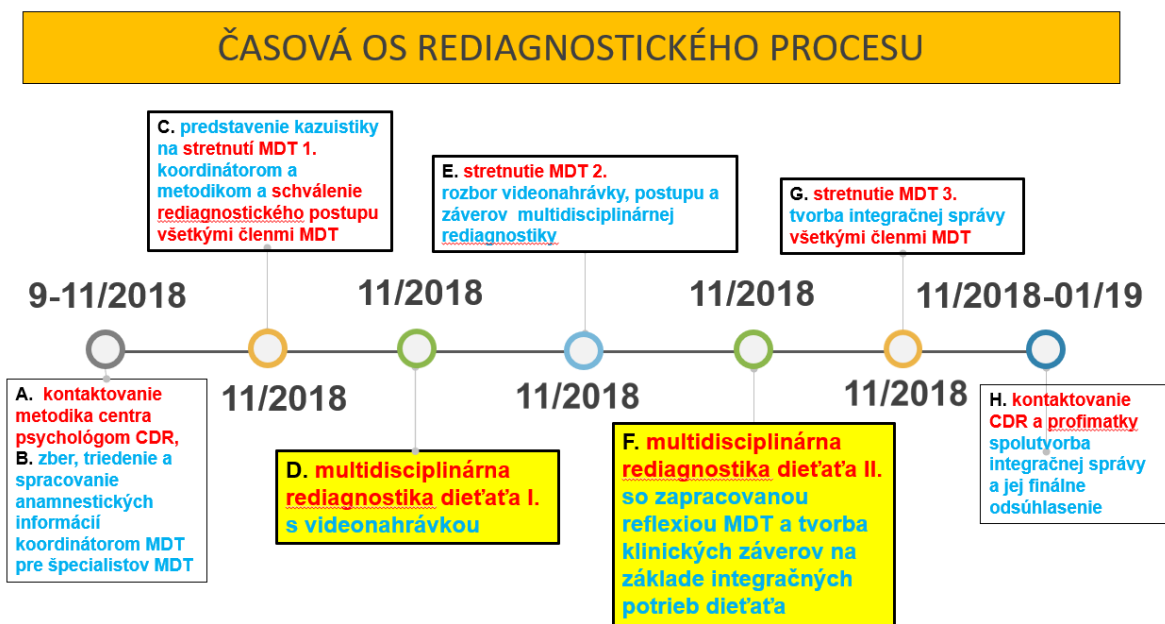 ČASOVÁ OS REDIAGNOSTICKÉHO PROCESU
C. predstavenie kazuistiky
na stretnutí MDT 1.
koordinátorom a
metodikom a schválenie
rediagnostického postupu
všetkými členmi MDT
E. stretnutie MDT 2.
rozbor videonahrávky, postupu a
záverov multidisciplinárnej
rediagnostiky
G. stretnutie MDT 3.
tvorba integračnej správy
všetkými členmi MDT
9-11/2018
11/2018
11/2018
11/2018-01/19
11/2018
11/2018
11/2018
A. kontaktovanie
metodika centra
psychológom CDR,
B. zber, triedenie a
spracovanie
anamnestických
informácií
koordinátorom MDT
pre špecialistov MDT
D. multidisciplinárna
rediagnostika dieťaťa I.
s videonahrávkou
F. multidisciplinárna
rediagnostika dieťaťa II.
so zapracovanou
reflexiou MDT a tvorba
klinických záverov na
základe integračných
potrieb dieťaťa
H. kontaktovanie
CDR a profimatky
spolutvorba
integračnej správy
a jej finálne
odsúhlasenie